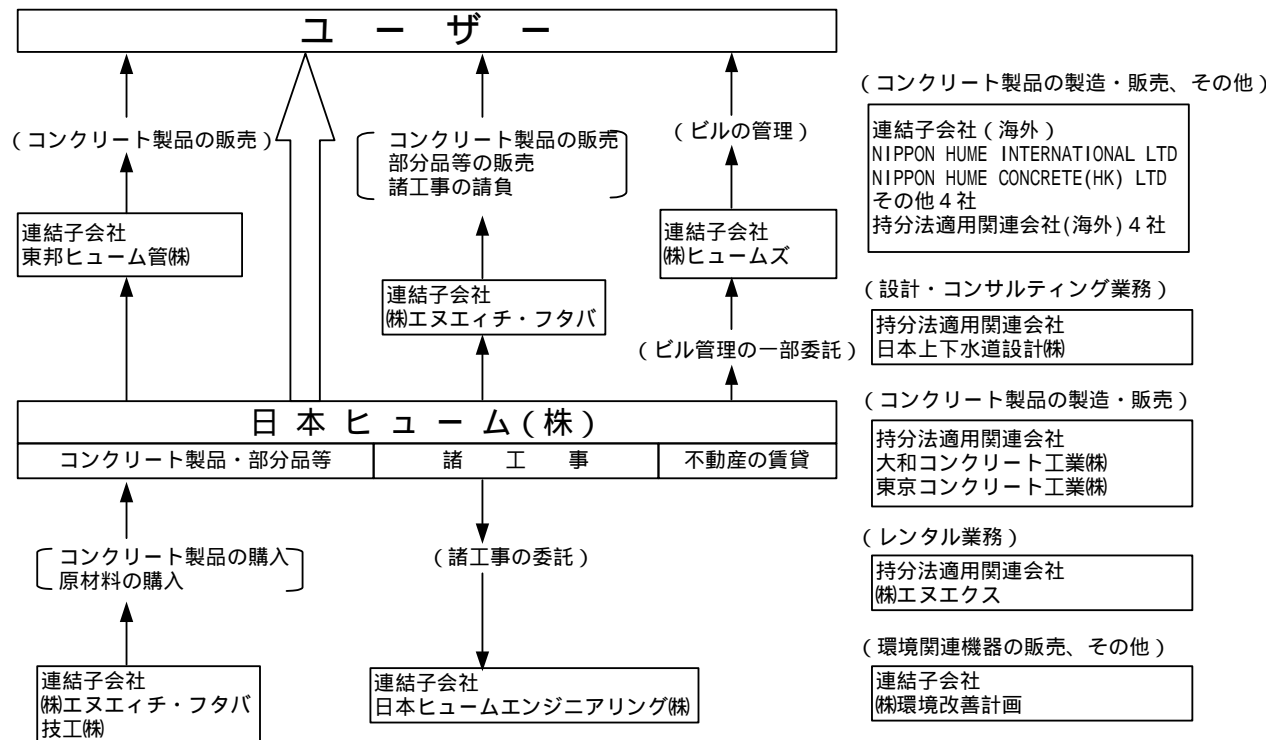 ユーザー
(コンクリート製品の販売)
コンクリート製品の販売
部分品等の販売
諸工事の請負
(ビルの管理)
連結子会社
東邦ヒューム管㈱
連結子会社
㈱エヌエィチ・フタバ
連結子会社
㈱ヒュームズ
(ビル管理の一部委託)
日本ヒューム(株)
コンクリート製品・部分品等
諸工事
不動産の賃貸
コンクリート製品の購入
原材料の購入
(諸工事の委託)
連結子会社
㈱エヌエィチ・フタバ
技工㈱
連結子会社
日本ヒュームエンジニアリング㈱
(コンクリート製品の製造・販売、その他)
連結子会社(海外)
NIPPON HUME INTERNATIONAL LTD
NIPPON HUME CONCRETE(HK) LTD
その他4社
持分法適用関連会社(海外)4社
(設計・コンサルティング業務)
持分法適用関連会社
日本上下水道設計㈱
(コンクリート製品の製造・販売)
持分法適用関連会社
大和コンクリート工業㈱
東京コンクリート工業㈱
(レンタル業務)
持分法適用関連会社
㈱エヌエクス
(環境関連機器の販売、その他)
連結子会社
㈱環境改善計画